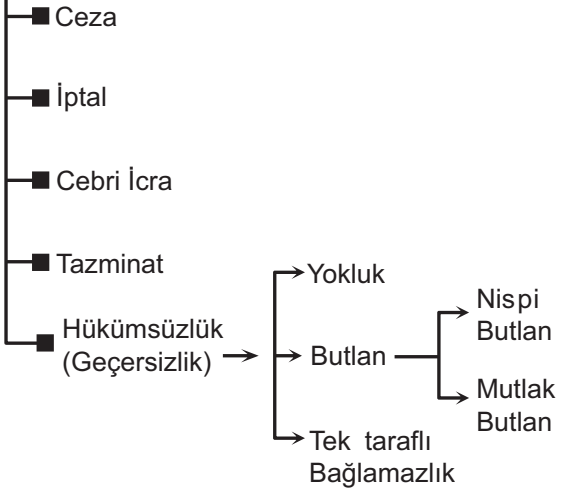 Ceza
İptal
Cebri İcra
Tazminat
Hükümsüzlük
(Geçersizlik)
Yokluk
Butlan
Tek taraflı
Bağlamazlık
Nispi
Butlan
Mutlak
Butlan